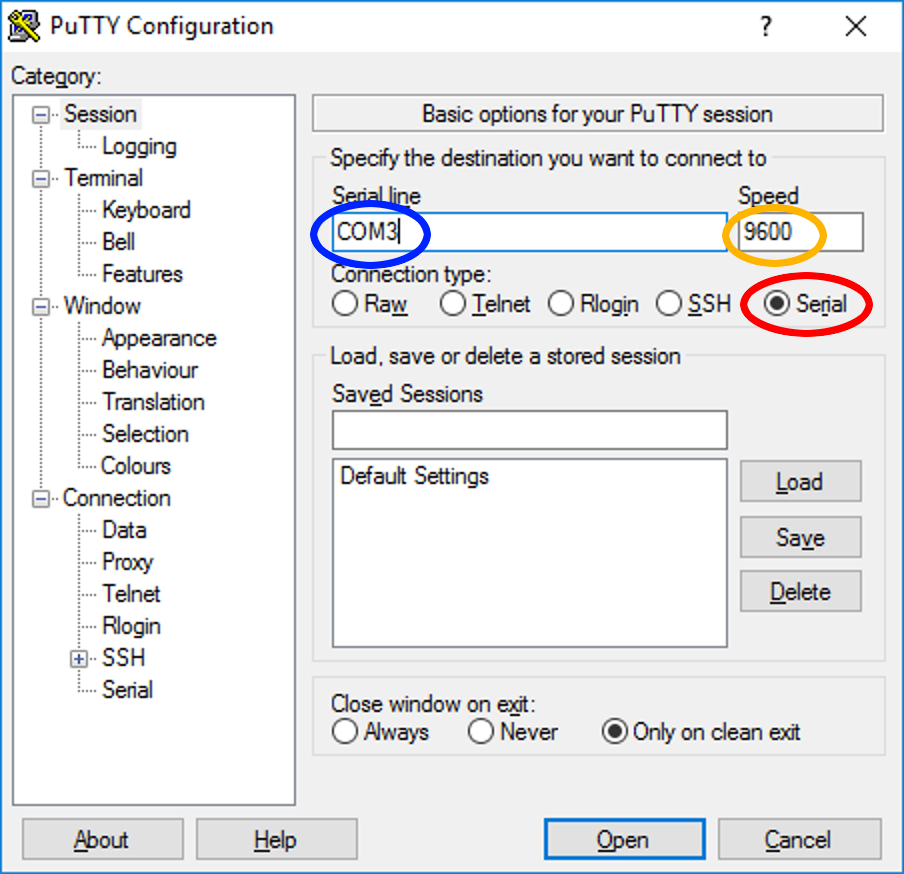 PuTTY Configuration ? ×
Category:
Session
Logging
Terminal
Keyboard
Bell
Features
Window
Appearance
Behaviour
Translation
Selection
Colours
Connection
Data
Proxy
Telnet
Rlogin
SSH
Serial
Basic options for your PuTTY session
Specify the destination you want to connect to
Serial line Speed
COM3 9600
Connection type:
Raw Telnet Rlogin SSH Serial
Load, save or delete a stored session
Saved Sessions
Default Settings
Load
Save
Delete
Close window on exit:
Always Never Only on clean exit
About Help Open Cancel